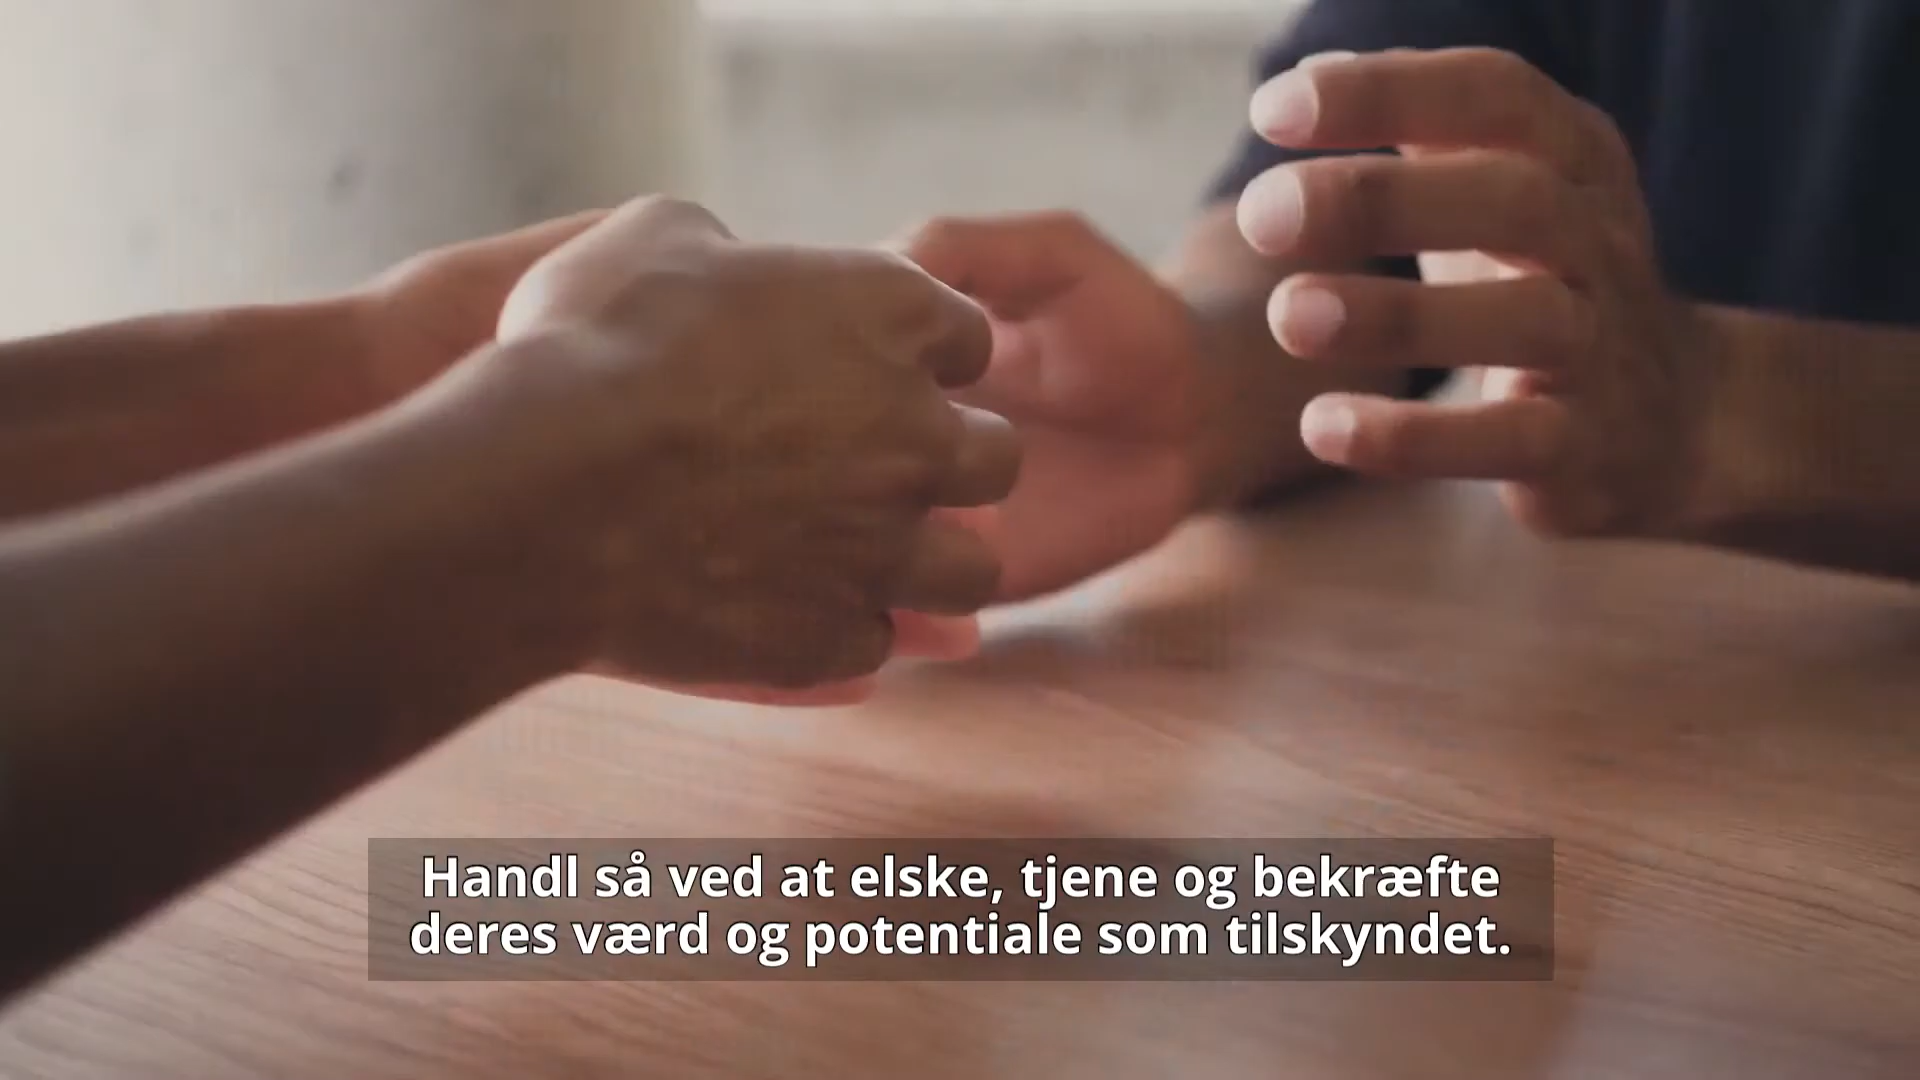 Handl så ved at elske, tjene og bekræfte
deres værd og potentiale som tilskyndet.